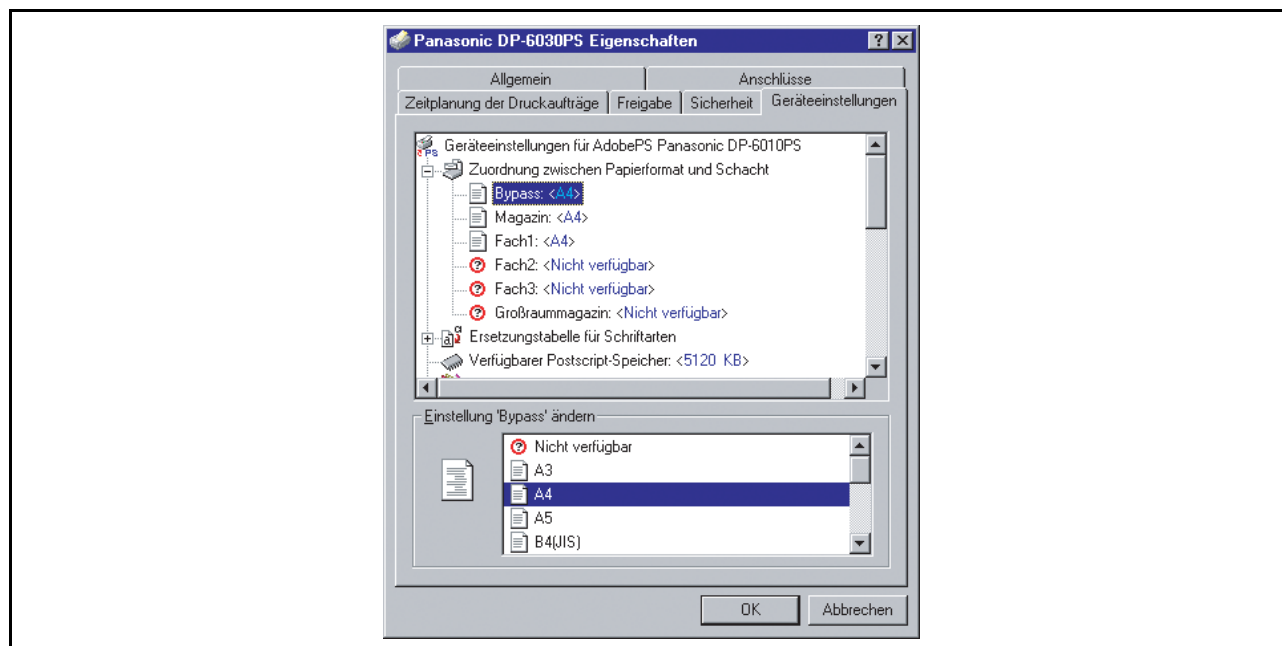 Panasonic DP-6030PS Eigenschaften
Allgemein
Anschlüsse
Zeitplanung der Druckaufträge
Freigabe
Sicherheit
Geräteeinstellungen
PS
Geräteeinstellungen für AdobePS Panasonic DP-6010PS
Zuordnung zwischen Papierformat und Schacht
Bypass: <A4>
Magazin: <A4>
Fach1: <A4>
Fach2: <Nicht verfügbar>
Fach3: <Nicht verfügbar>
Großraummagazin: <Nicht verfügbar>
Ersetzungstabelle für Schriftarten
Verfügbarer Postscript-Speicher: <5120 KB>
Einstellung 'Bypass' ändern
Nicht verfügbar
A3
A4
A5
B4(JIS)
OK
Abbrechen